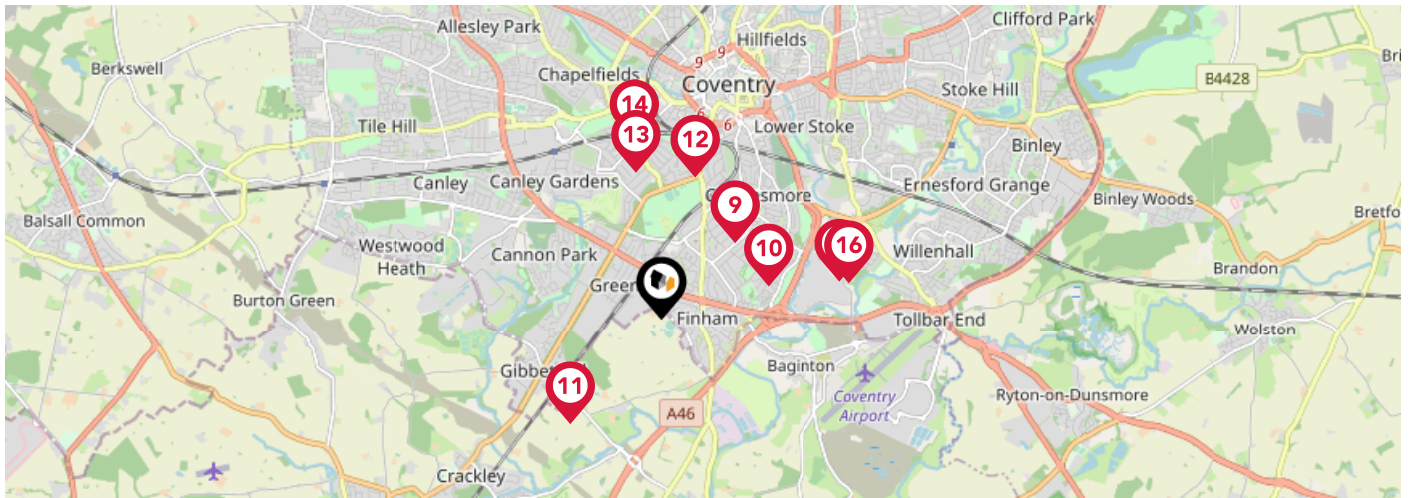 Allesley Park
Clifford Park
Hillfields
9
9
Berkswell
Chapelfields
Coventry
B4428
Stoke Hill
14
6
6
Tile Hill
13
12
Lower Stoke
Binley
Canley
Canley Gardens
Ernesford Grange
Binley Woods
9
Balsall Common
Westwood
Heath
Cannon Park
10
16
Willenhall
Brandon
Burton Green
Finham
Tollbar End
Wolston
Baginton
11
Coventry
Airport
Ryton-on-Dunsmore
A46
Crackley